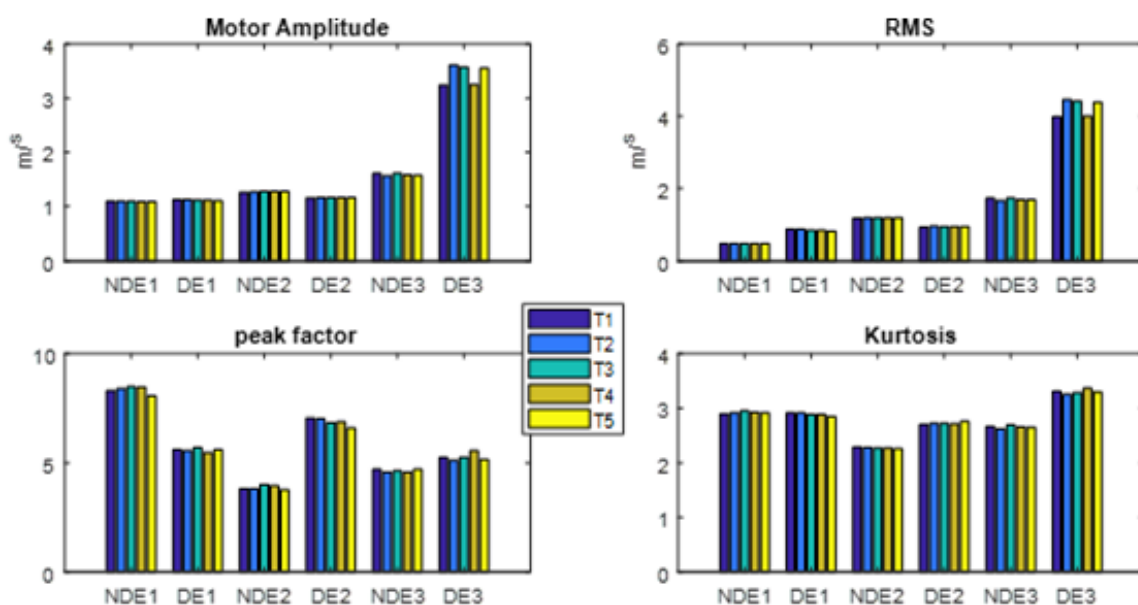 Motor Amplitude
4
3
2
1
0
m/s
NDE1 DE1 NDE2 DE2 NDE3 DE3
RMS
6
4
2
0
m/s
NDE1 DE1 NDE2 DE2 NDE3 DE3
peak factor
10
5
0
NDE1 DE1 NDE2 DE2 NDE3 DE3
T1
T2
T3
T4
T5
Kurtosis
4
3
2
1
0
NDE1 DE1 NDE2 DE2 NDE3 DE3